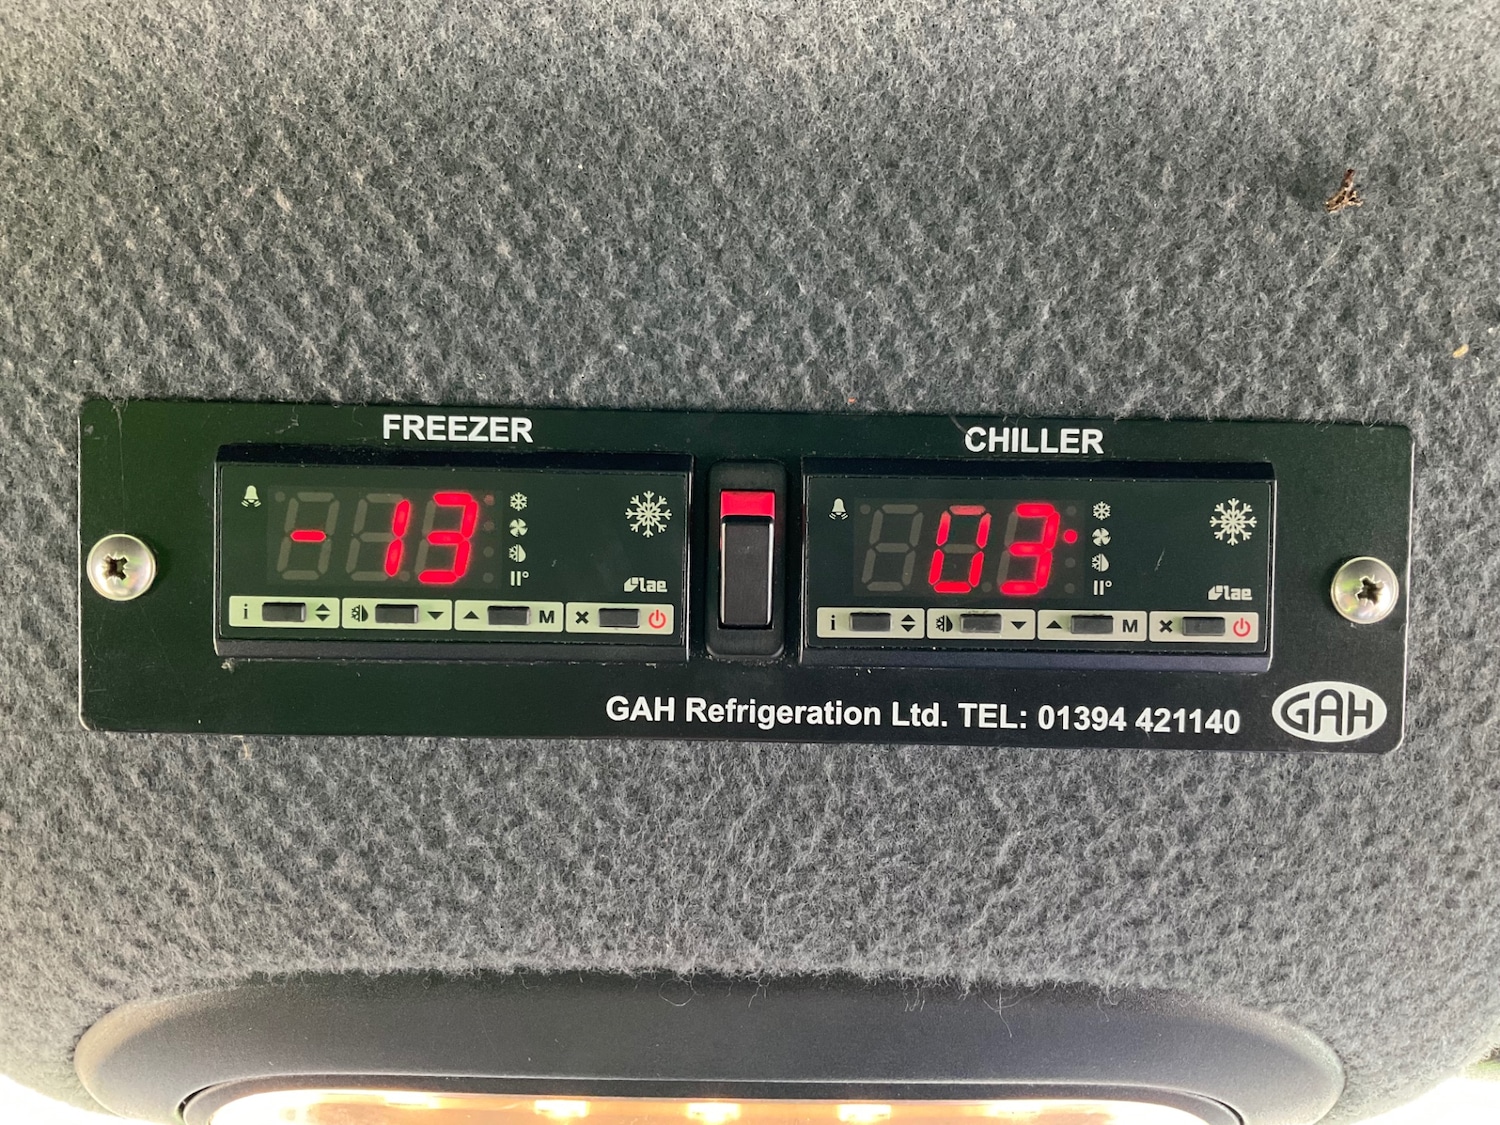 FREEZER
CHILLER
-13
03
lae
lae
i
M
i
M
GAH Refrigeration Ltd. TEL: 01394 421140
GAH